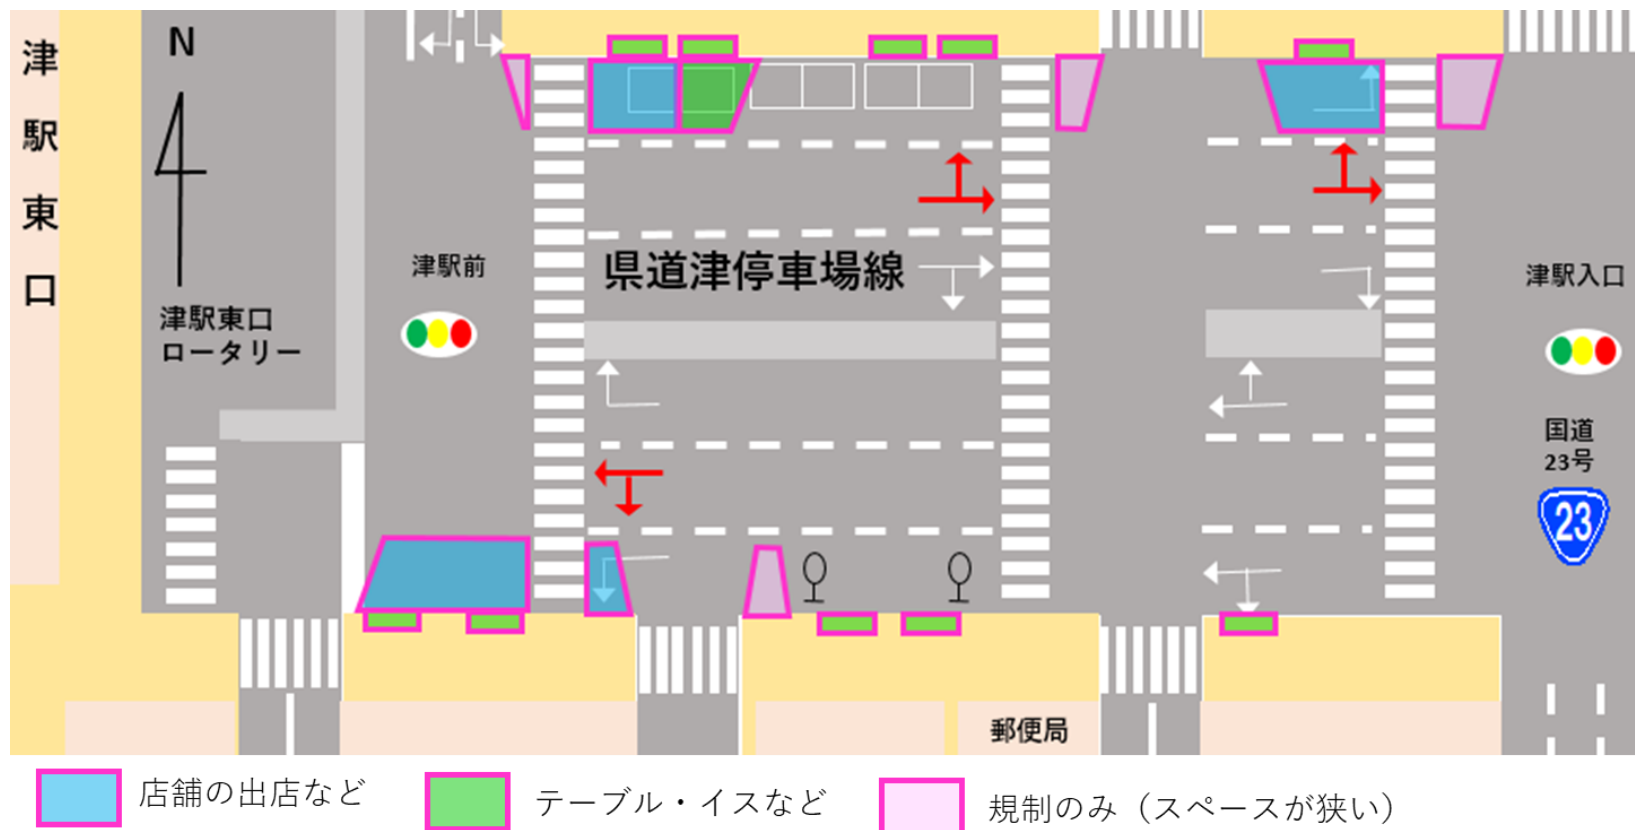 津駅東口
N
津駅東口
ロータリー
津駅前
県道津停車場線
津駅入口
国道
23号
23
郵便局
店舗の出店など
テーブル・イスなど
規制のみ（スペースが狭い）